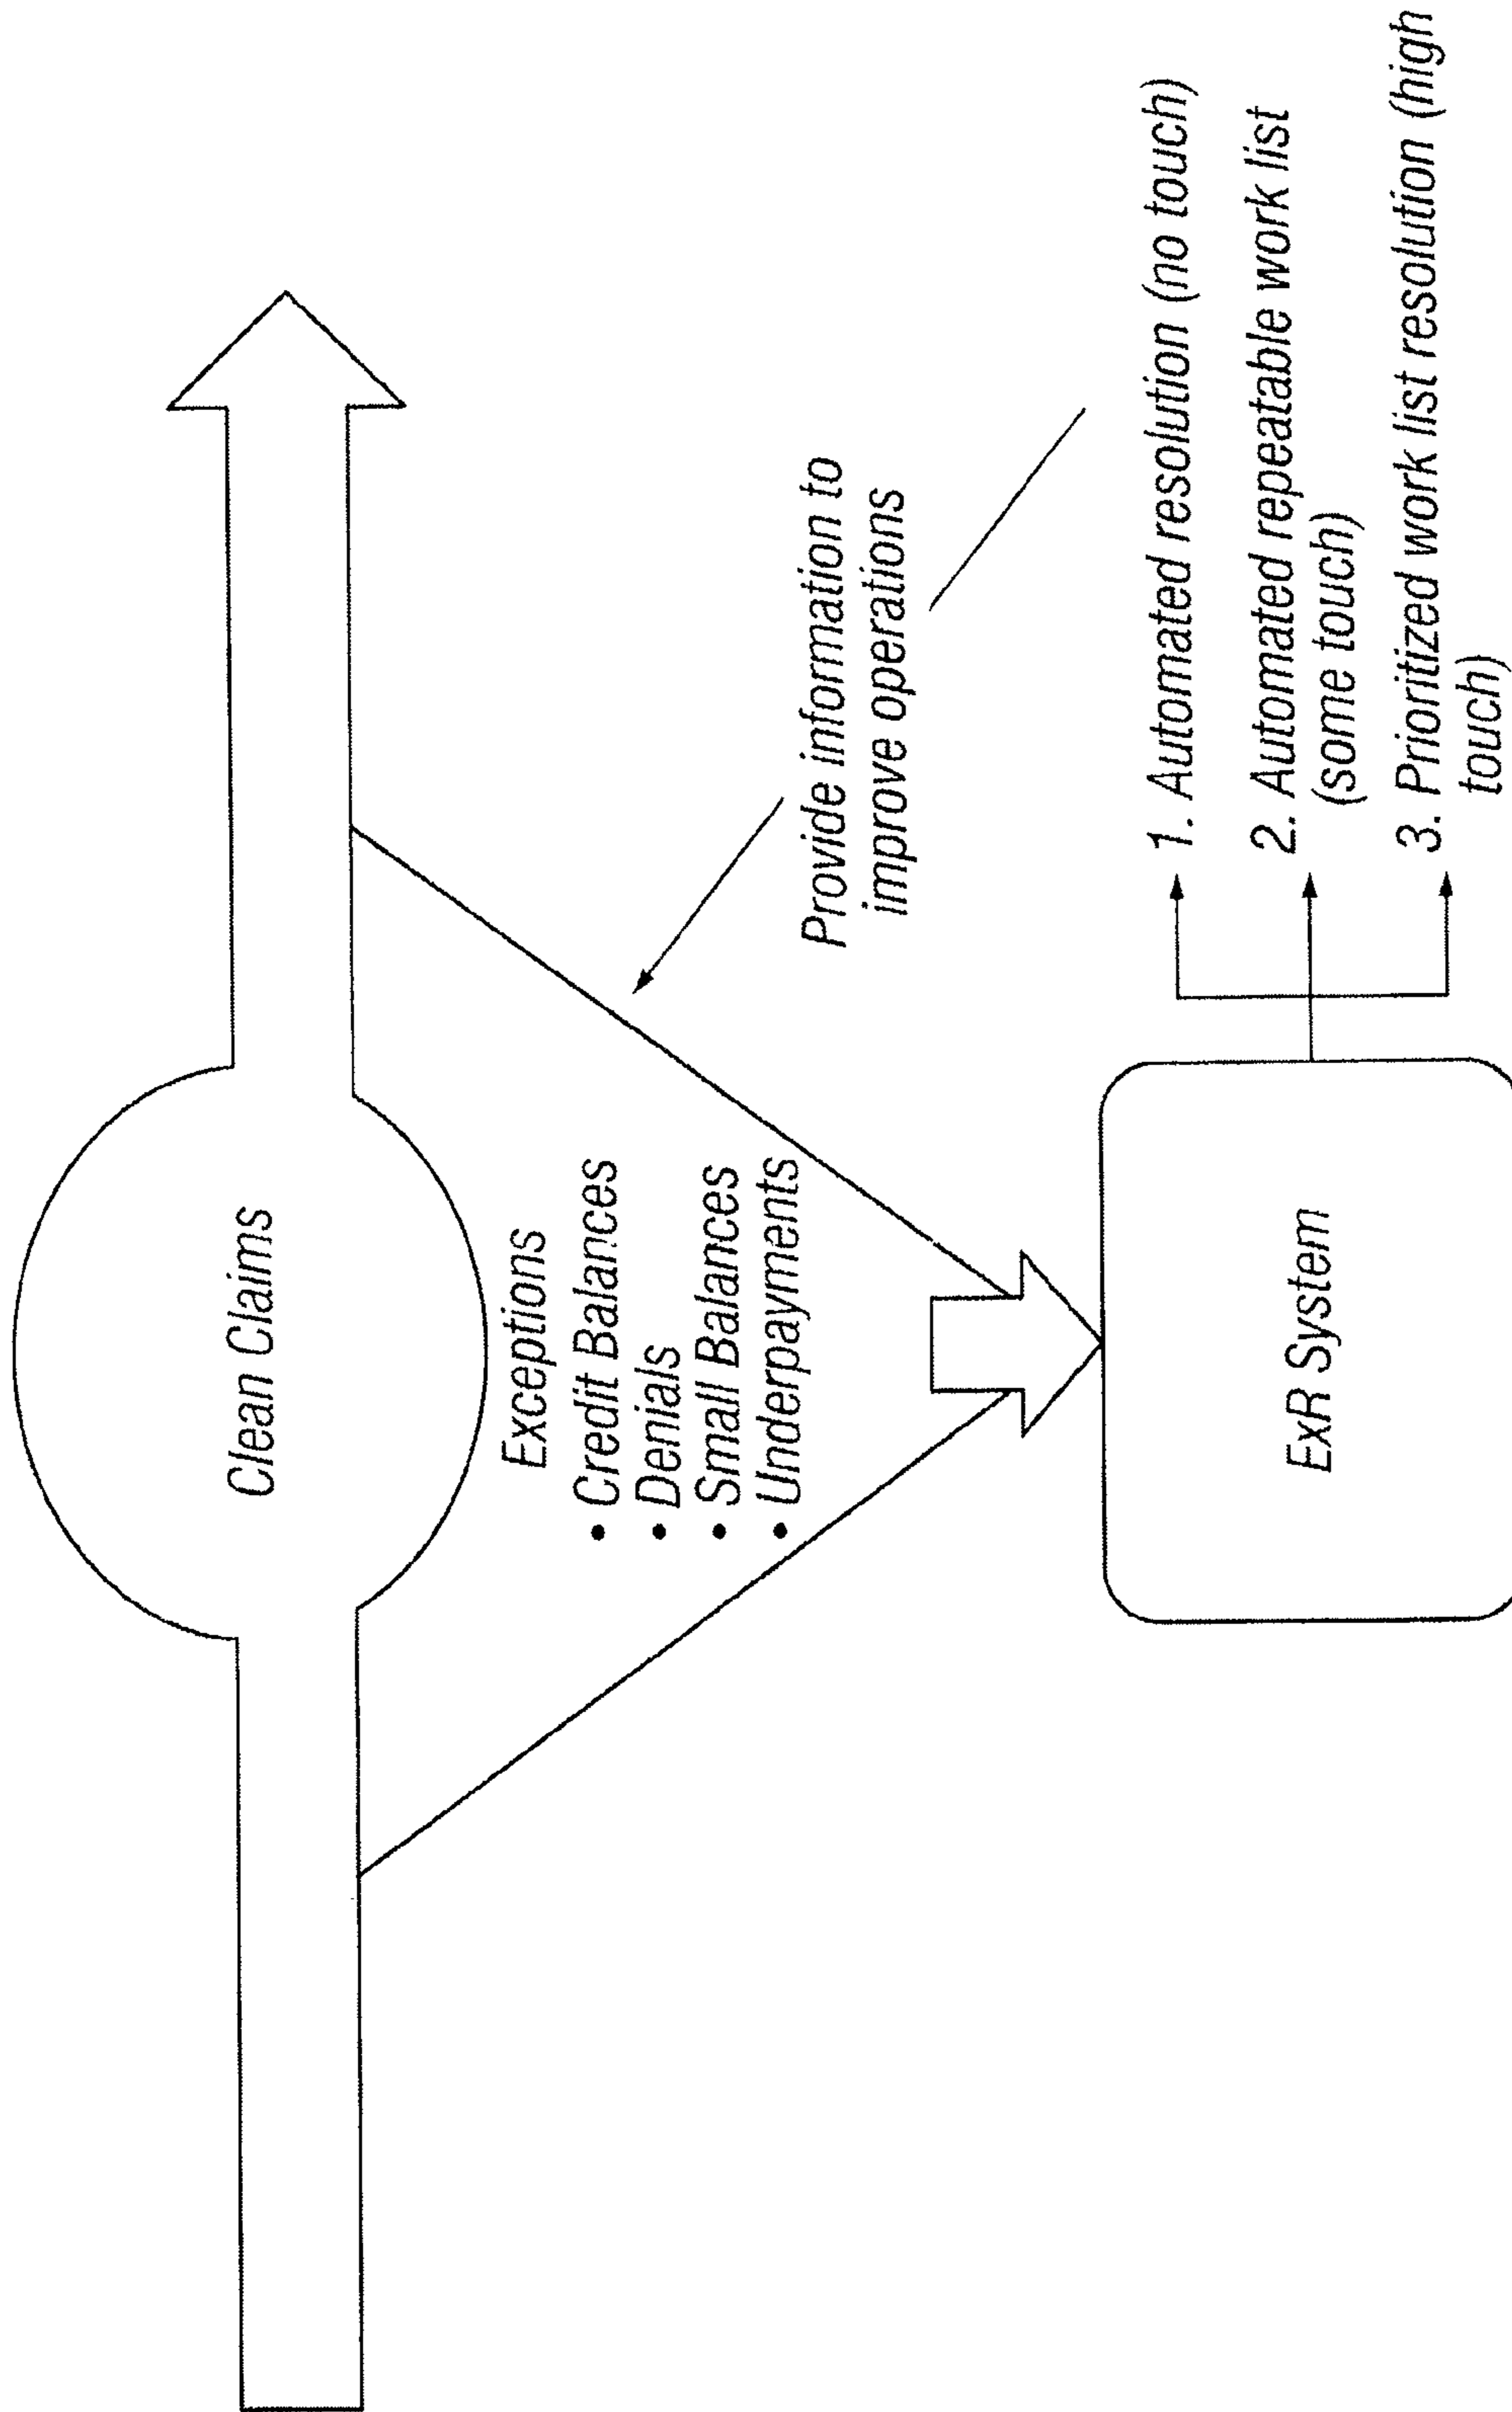 Clean Claims
Exceptions
• Credit Balances
• Denials
• Small Balances
• Underpayments
Provide information to
improve operations
ExR System
1. Automated resolution (no touch)
2. Automated repeatable work list
(some touch)
3. Prioritized work list resolution (high
touch)